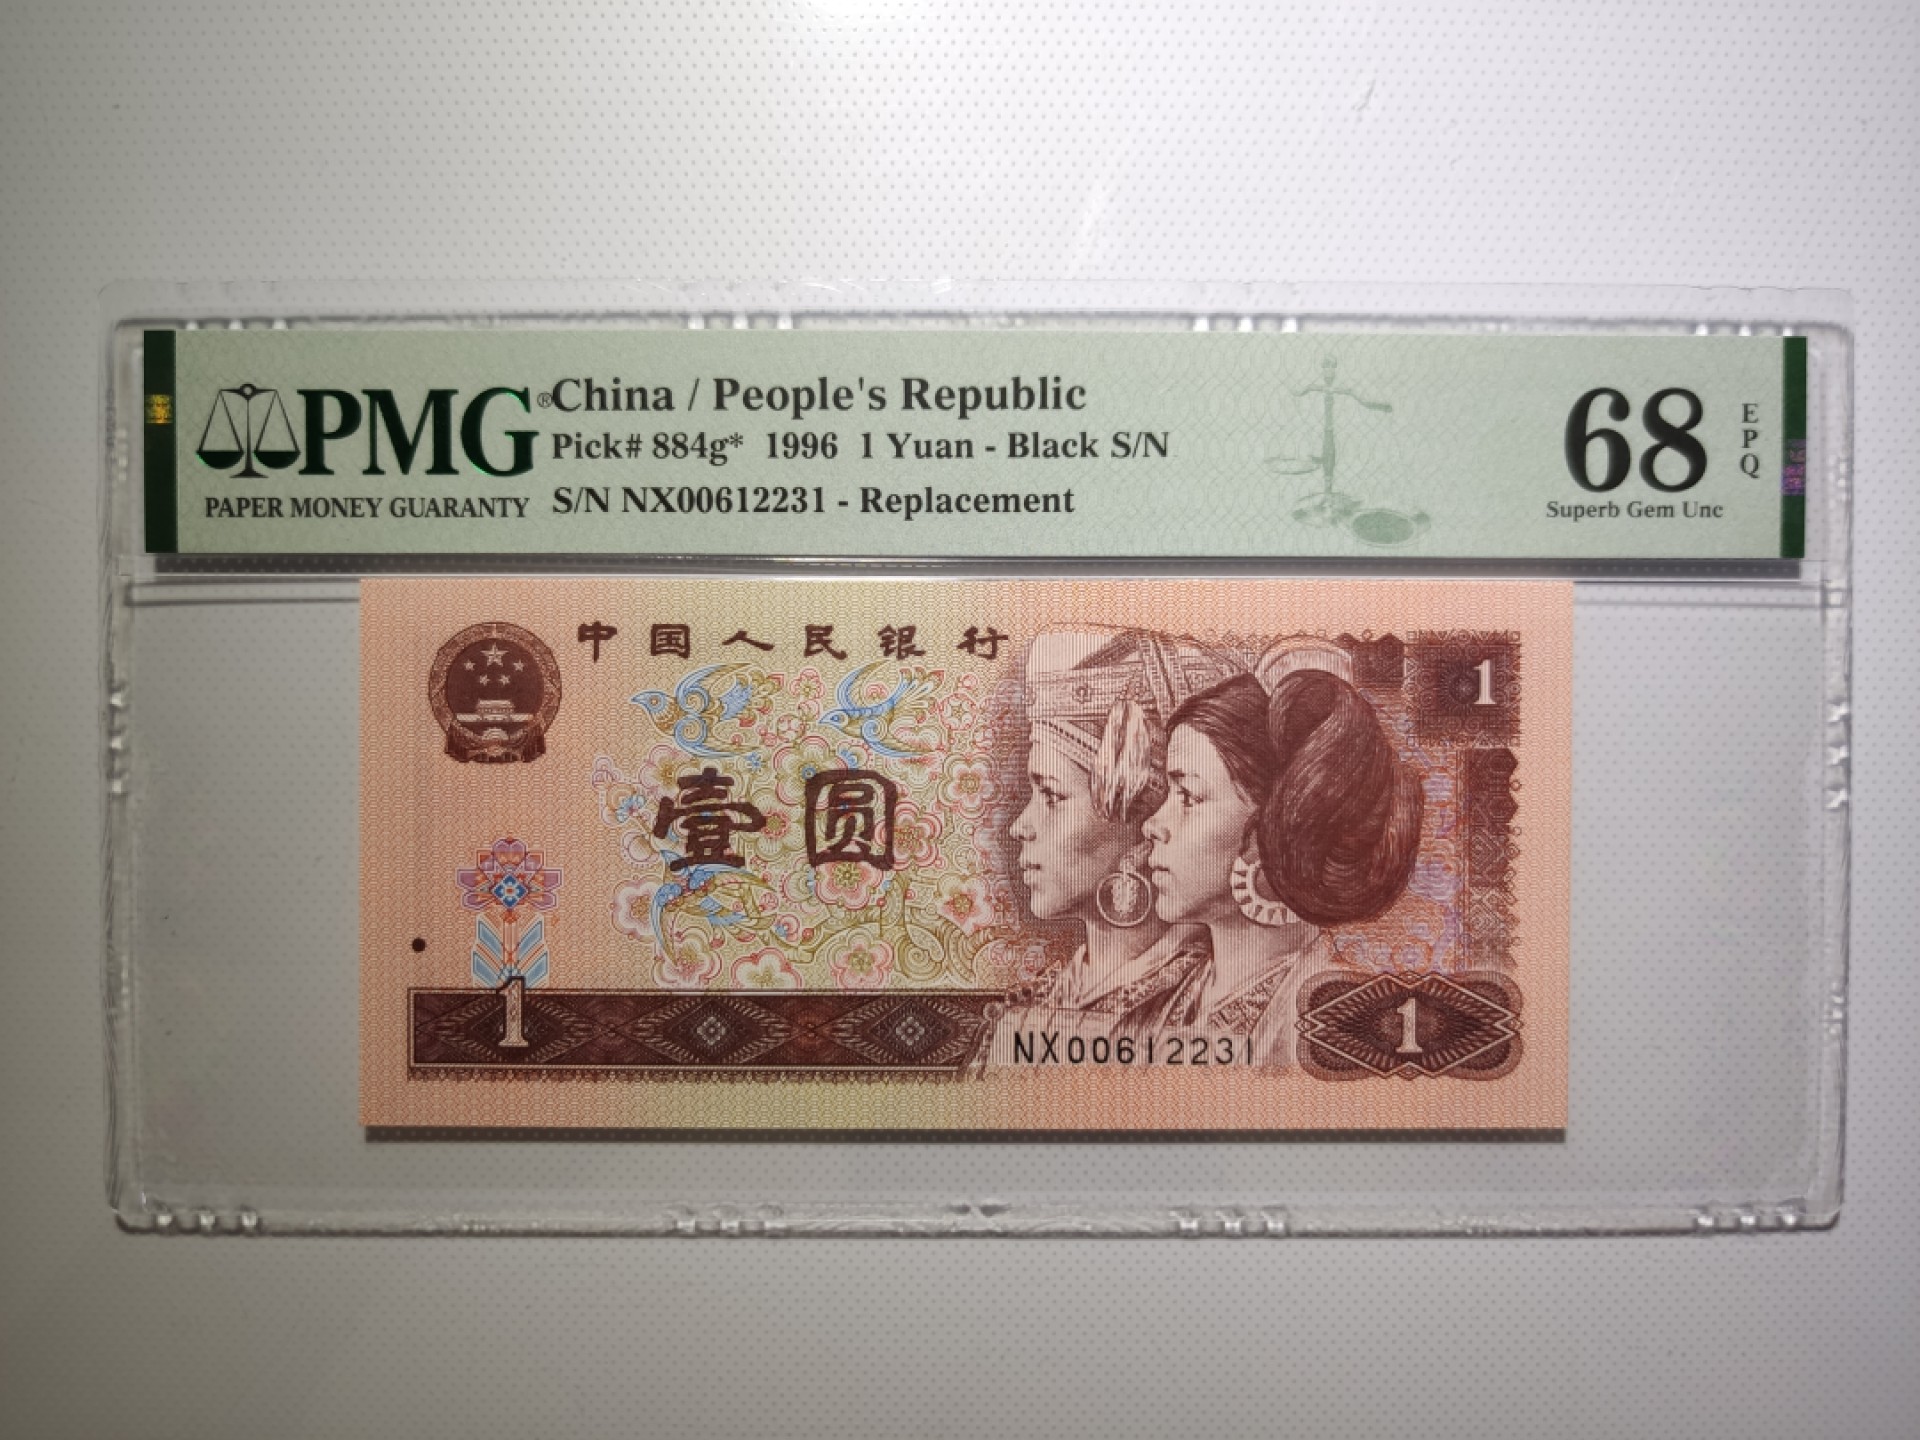 PMG®
PAPER MONEY GUARANTY
China / People's Republic
Pick# 884g* 1996 1 Yuan - Black S/N
S/N NX00612231 - Replacement
68
EPQ
Superb Gem Unc
中国人民银行
1
壹圆
1
NX00612231
1